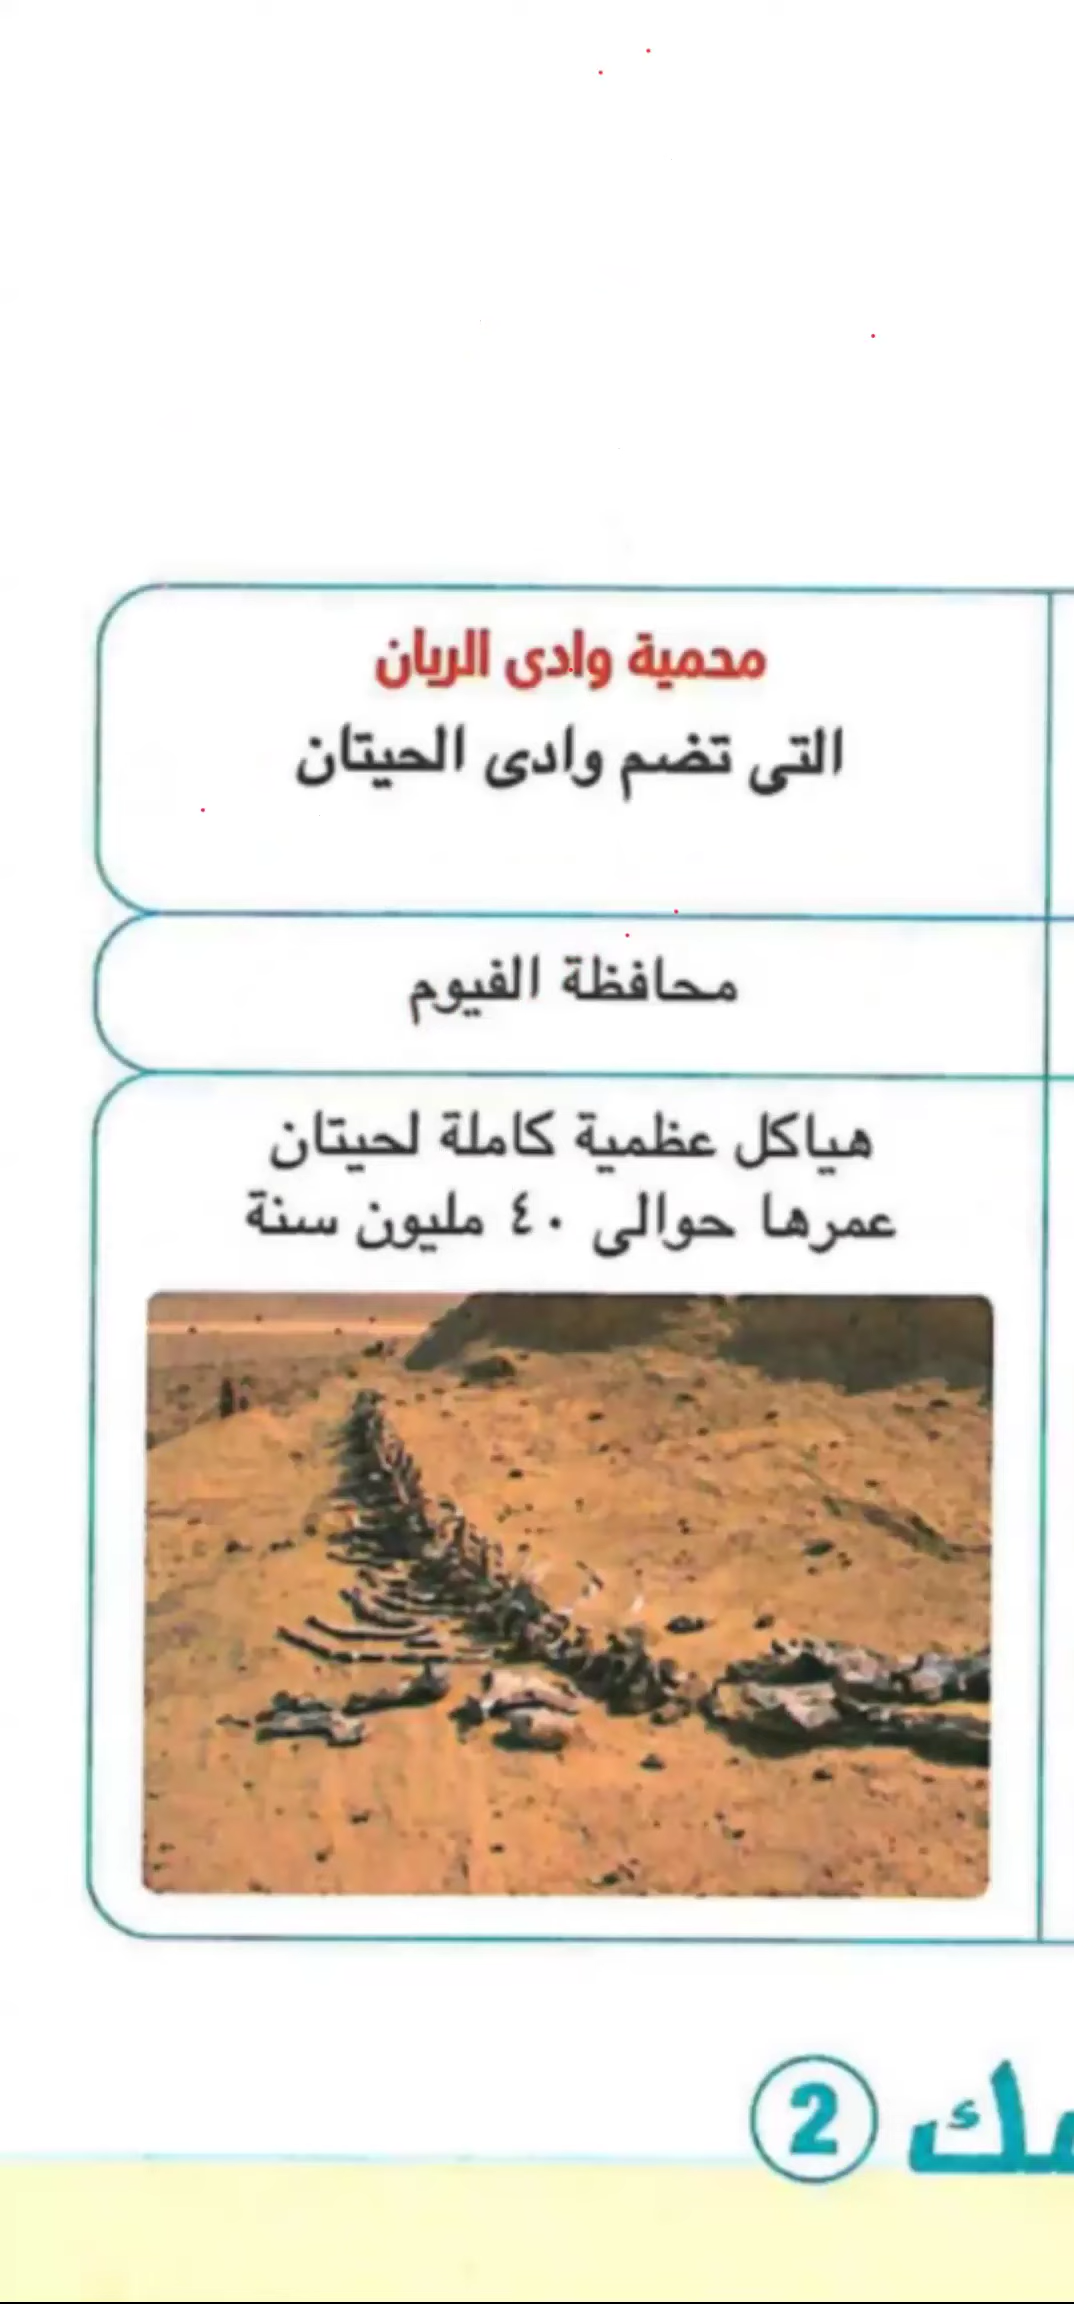 محمية وادى الريان
التى تضم وادى الحيتان
محافظة الفيوم
هياكل عظمية كاملة لحيتان
عمرها حوالى ٤٠ مليون سنة
2